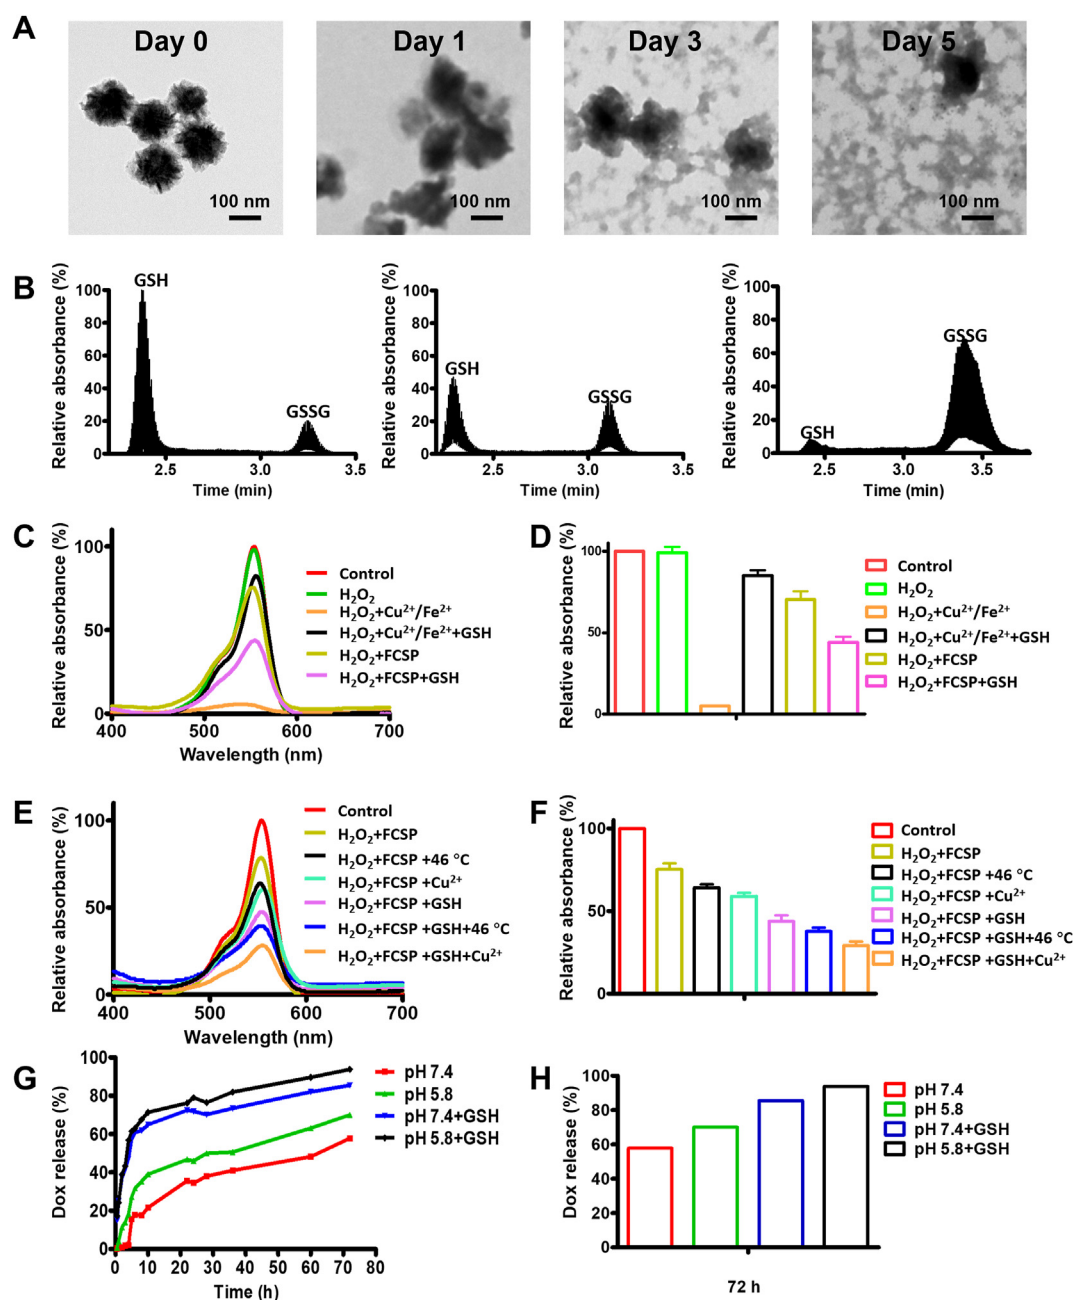 A
Day 0
Day 1
Day 3
Day 5
100 nm
100 nm
100 nm
100 nm
B
Relative absorbance (%)
100
80
60
40
20
0
GSH
GSSG
2.5
3.0
3.5
Time (min)
Relative absorbance (%)
100
80
60
40
20
0
GSH
GSSG
2.5
3.0
3.5
Time (min)
Relative absorbance (%)
100
80
60
40
20
0
GSH
GSSG
2.5
3.0
3.5
Time (min)
C
Relative absorbance (%)
100
50
0
400
500
600
700
Wavelength (nm)
Control
H₂O₂
H₂O₂+Cu²⁺/Fe²⁺
H₂O₂+Cu²⁺/Fe²⁺+GSH
H₂O₂+FCSP
H₂O₂+FCSP+GSH
D
Relative absorbance (%)
100
50
0
Control
H₂O₂
H₂O₂+Cu²⁺/Fe²⁺
H₂O₂+Cu²⁺/Fe²⁺+GSH
H₂O₂+FCSP
H₂O₂+FCSP+GSH
E
Relative absorbance (%)
100
50
0
400
500
600
700
Wavelength (nm)
Control
H₂O₂+FCSP
H₂O₂+FCSP +46 °C
H₂O₂+FCSP +Cu²⁺
H₂O₂+FCSP +GSH
H₂O₂+FCSP +GSH+46 °C
H₂O₂+FCSP +GSH+Cu²⁺
F
Relative absorbance (%)
100
50
0
Control
H₂O₂+FCSP
H₂O₂+FCSP +46 °C
H₂O₂+FCSP +Cu²⁺
H₂O₂+FCSP +GSH
H₂O₂+FCSP +GSH+46 °C
H₂O₂+FCSP +GSH+Cu²⁺
G
Dox release (%)
100
80
60
40
20
0
0 10 20 30 40 50 60 70 80
Time (h)
pH 7.4
pH 5.8
pH 7.4+GSH
pH 5.8+GSH
H
Dox release (%)
100
80
60
40
20
0
72 h
pH 7.4
pH 5.8
pH 7.4+GSH
pH 5.8+GSH